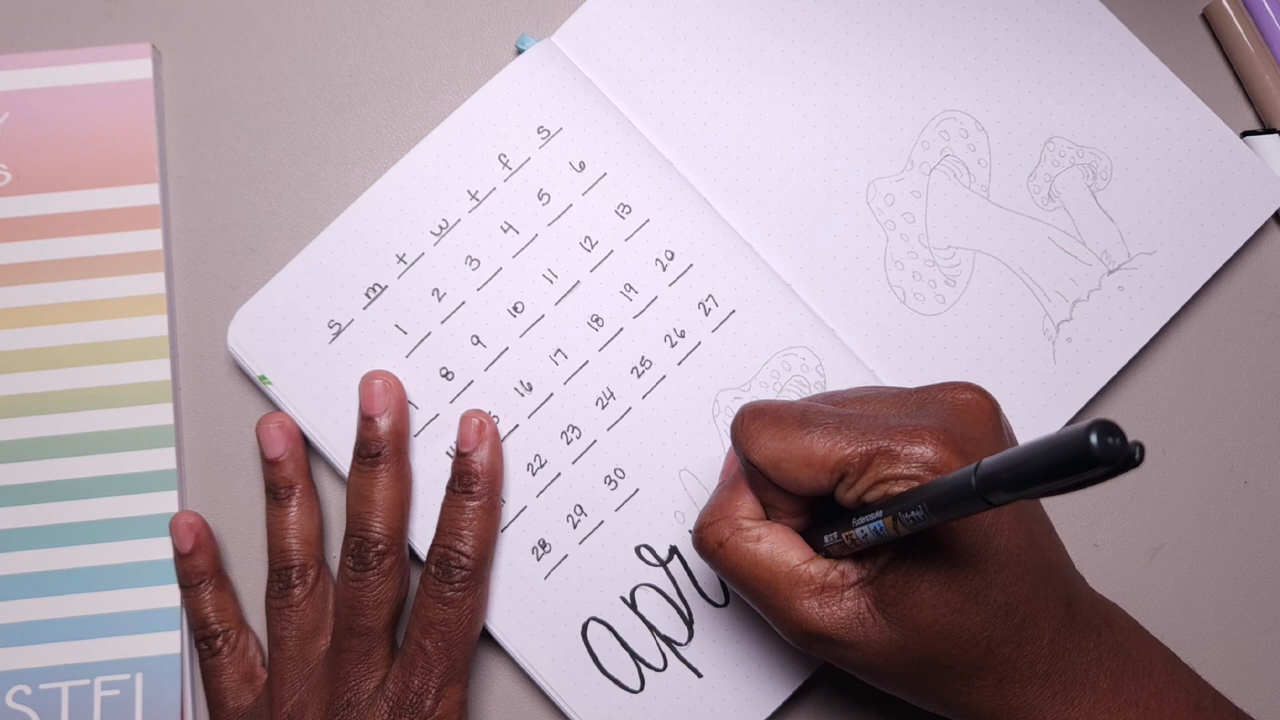 s m t w t f s
1 2 3 4 5 6
8 9 10 11 12 13
16 17 18 19 20
22 23 24 25 26 27
28 29 30
apr
Fudenosuke